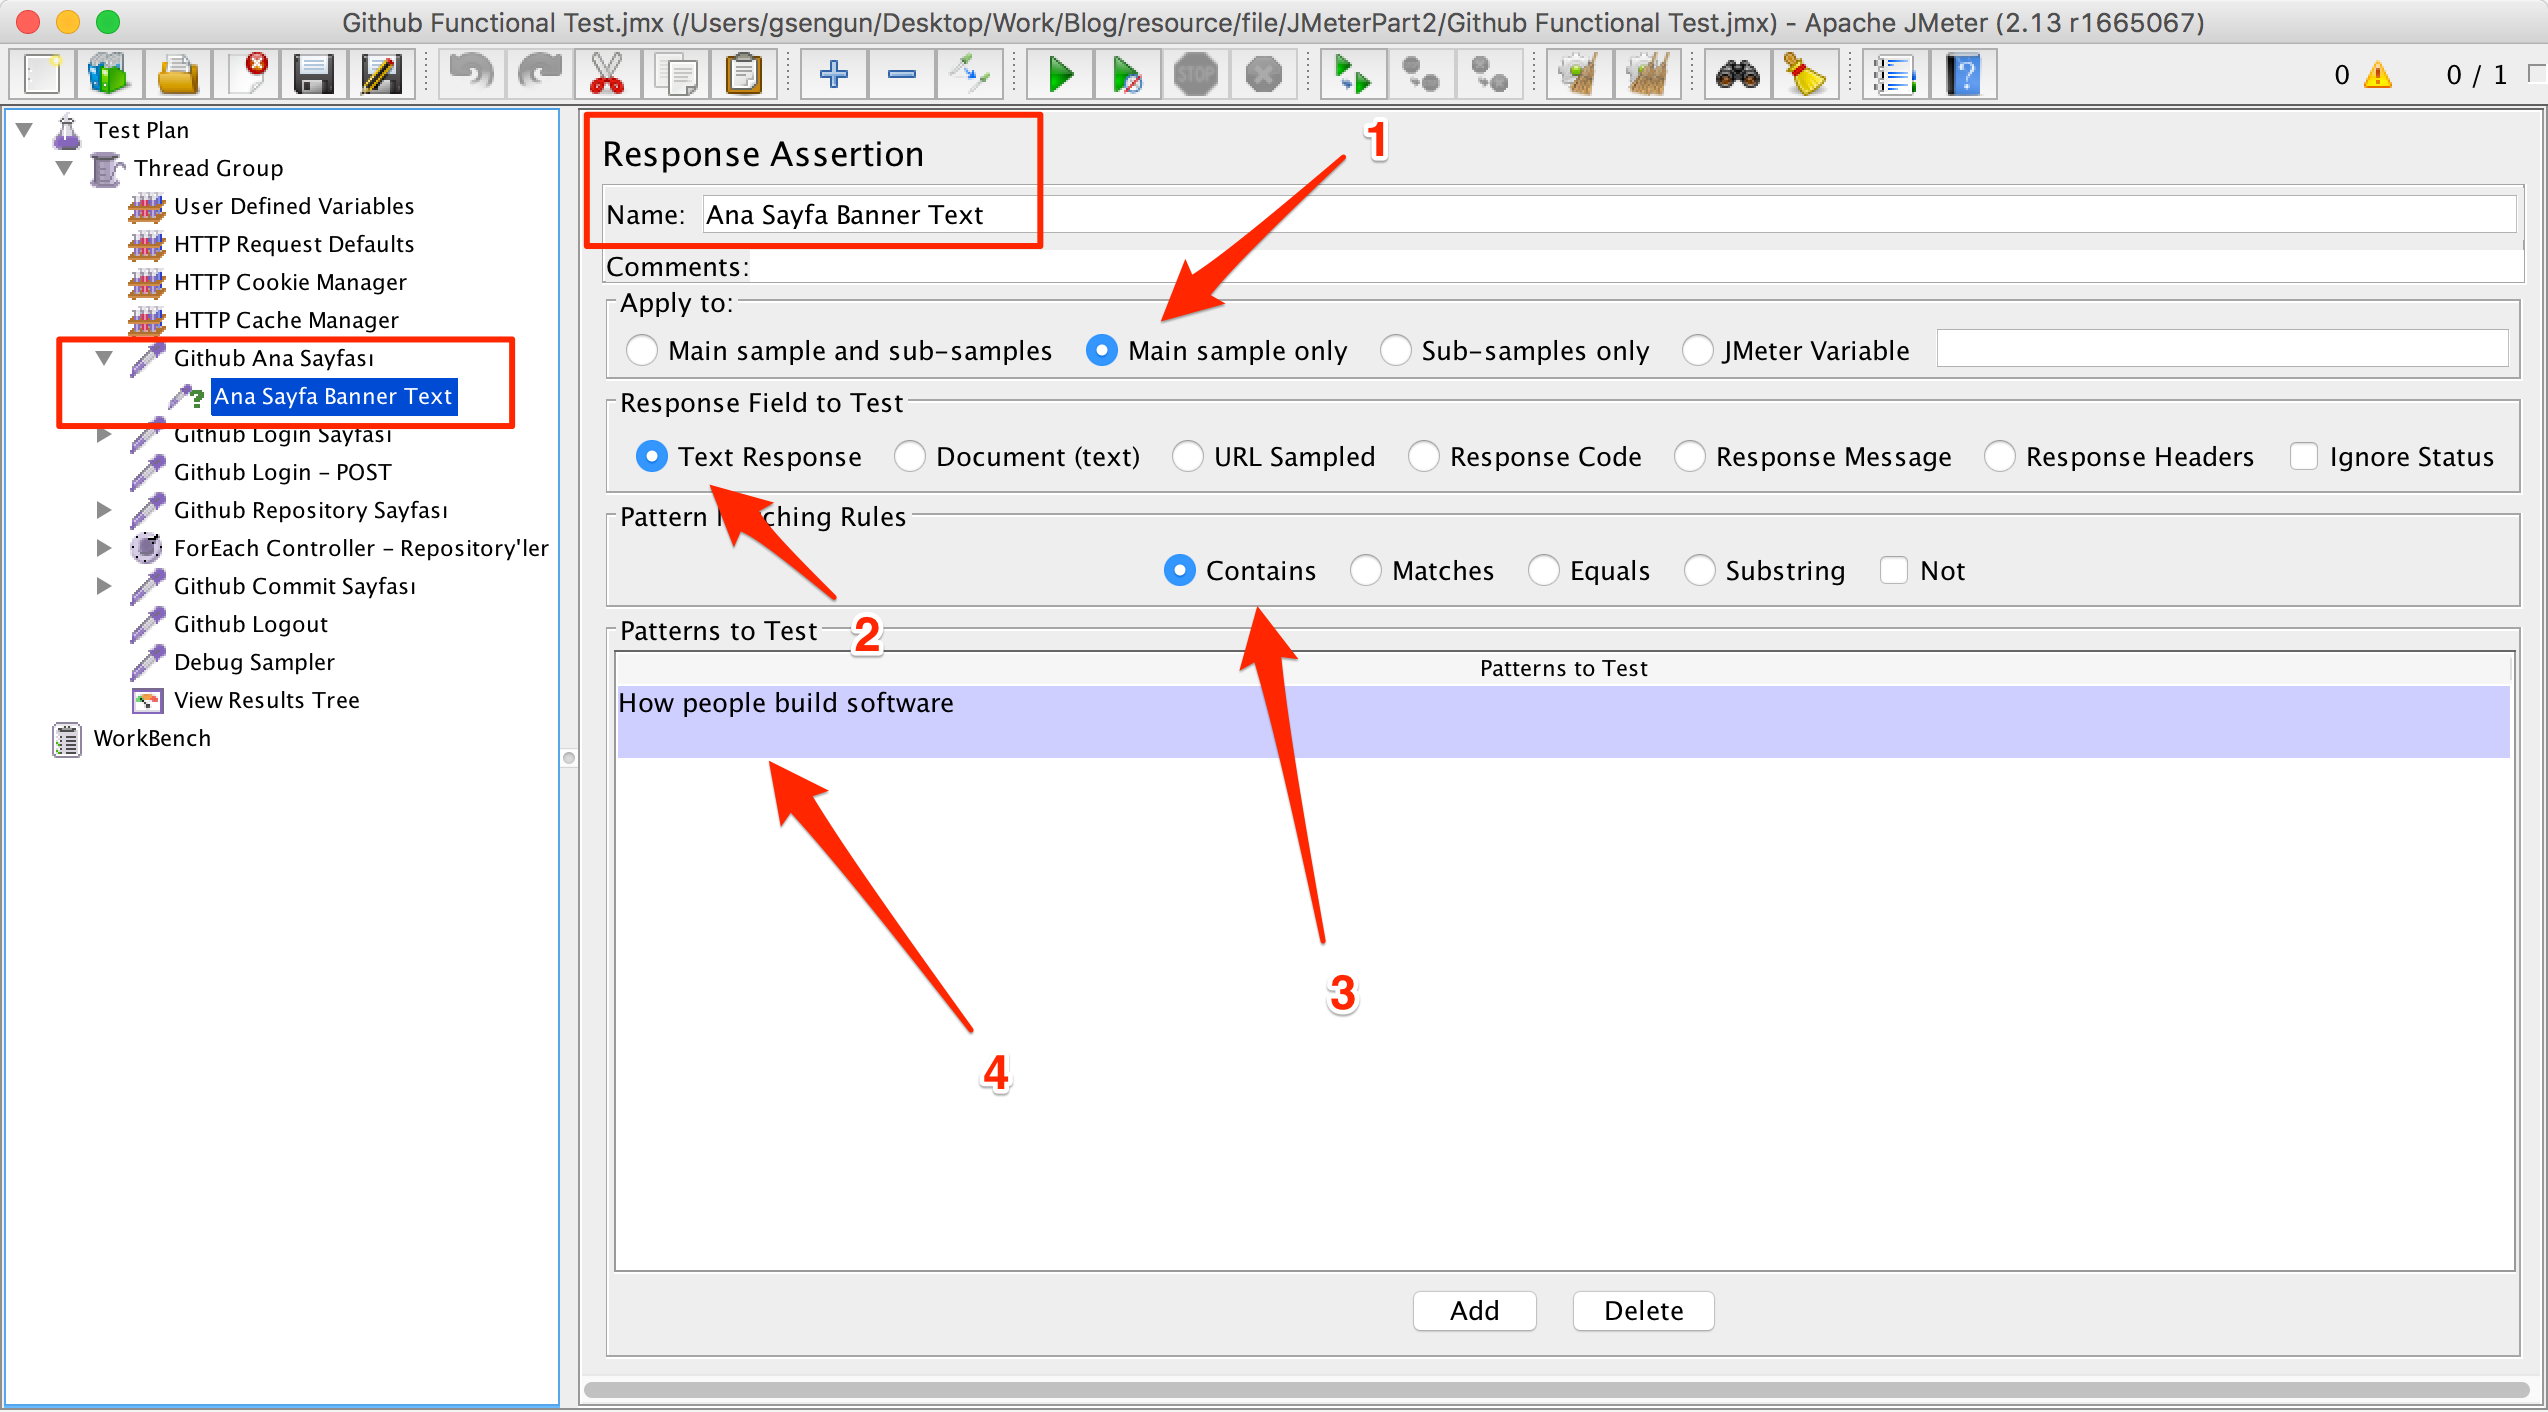 Github Functional Test.jmx (/Users/gsengun/Desktop/Work/Blog/resource/file/JMeterPart2/Github Functional Test.jmx) - Apache JMeter (2.13 r1665067)
STOP
0 0 / 1
Test Plan
Thread Group
User Defined Variables
HTTP Request Defaults
HTTP Cookie Manager
HTTP Cache Manager
Github Ana Sayfası
Ana Sayfa Banner Text
Github Login Sayfası
Github Login - POST
Github Repository Sayfası
ForEach Controller - Repository'ler
Github Commit Sayfası
Github Logout
Debug Sampler
View Results Tree
WorkBench
Response Assertion
1
Name: Ana Sayfa Banner Text
Comments:
Apply to:
Main sample and sub-samples Main sample only Sub-samples only JMeter Variable
Response Field to Test
Text Response Document (text) URL Sampled Response Code Response Message Response Headers Ignore Status
Pattern Rules
Contains Matches Equals Substring Not
2
Patterns to Test
Patterns to Test
How people build software
3
4
Add Delete